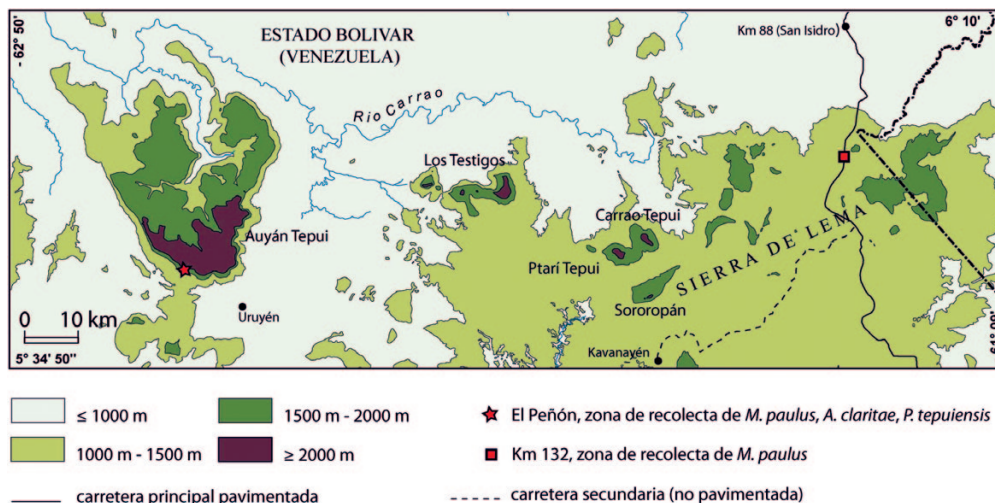 - 62° 50'
ESTADO BOLIVAR
(VENEZUELA)
Km 88 (San Isidro)
6° 10'
Río Carrao
Los Testigos
Auyán Tepui
Carrao Tepui
Ptarí Tepui
SIERRA DE LEMA
Sororopán
Uruyén
Kavanayén
0 10 km
5° 34' 50"
≤ 1000 m
1500 m - 2000 m
El Peñón, zona de recolecta de M. paulus, A. claritae, P. tepuiensis
1000 m - 1500 m
≥ 2000 m
Km 132, zona de recolecta de M. paulus
carretera principal pavimentada
carretera secundaria (no pavimentada)